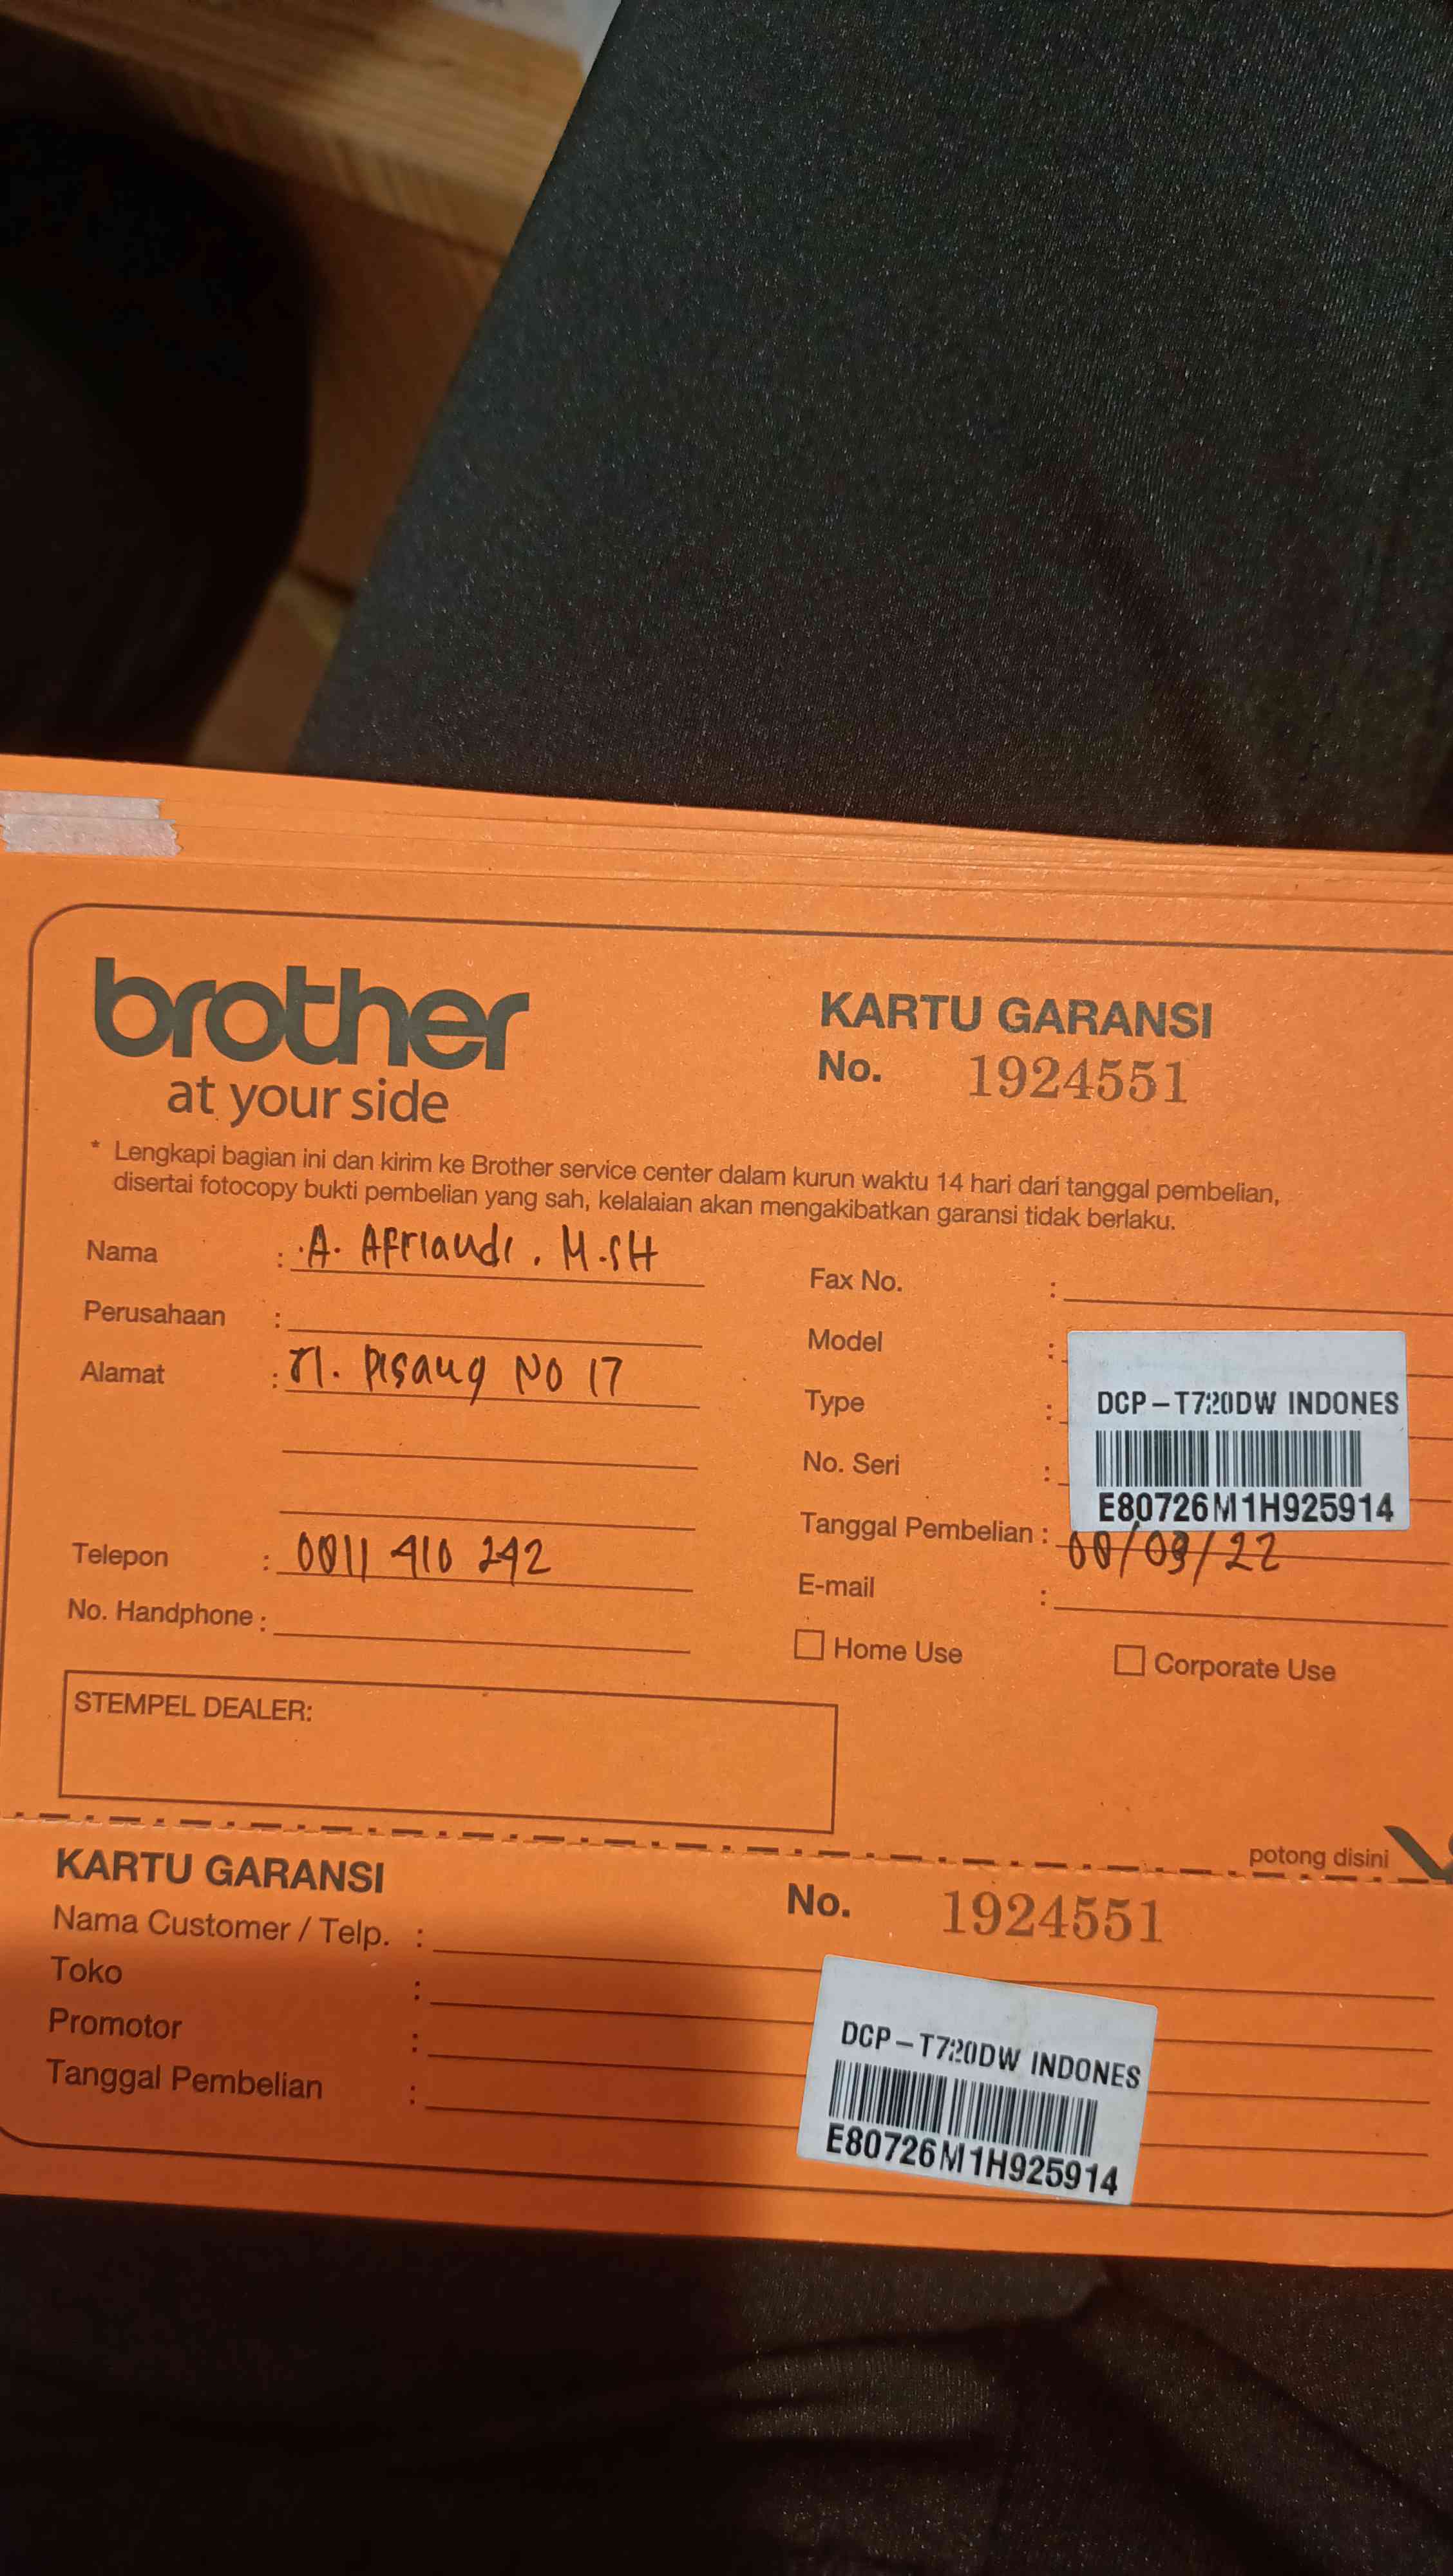 brother
at your side
KARTU GARANSI
No. 1924551
* Lengkapi bagian ini dan kirim ke Brother service center dalam kurun waktu 14 hari dari tanggal pembelian,
disertai fotocopy bukti pembelian yang sah, kelalaian akan mengakibatkan garansi tidak berlaku.
Nama : A. Afriandi . M.SH
Perusahaan :
Alamat : Jl. Pisang No 17
Telepon : 0811 410 242
No. Handphone :
Fax No. :
Model :
Type :
No. Seri :
DCP-T720DW INDONES
E80726M1H925914
Tanggal Pembelian : 08/03/22
E-mail :
Home Use
Corporate Use
STEMPEL DEALER:
potong disini
KARTU GARANSI
No. 1924551
Nama Customer / Telp. :
Toko :
Promotor :
Tanggal Pembelian :
DCP-T720DW INDONES
E80726M1H925914